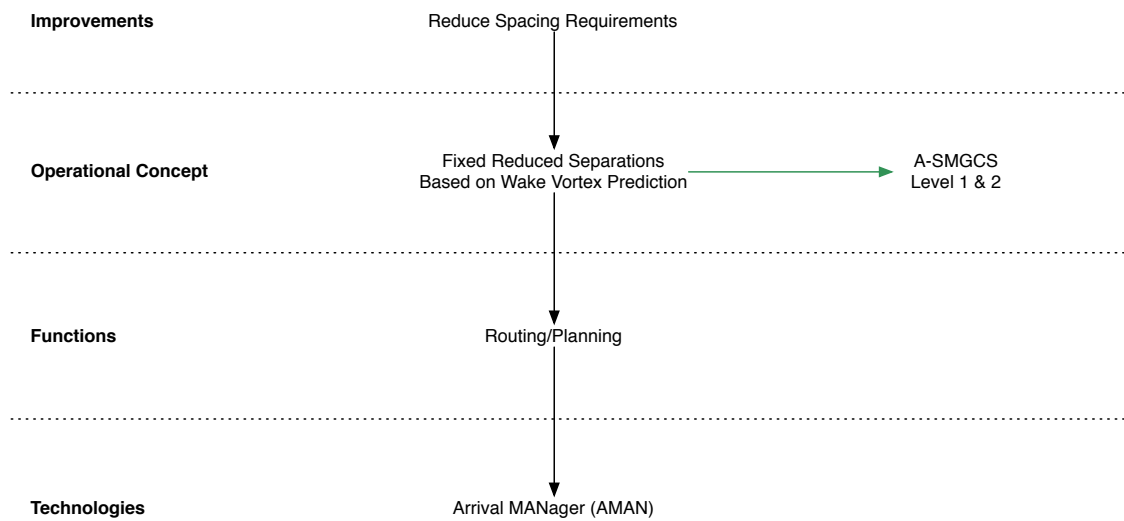 Improvements
Reduce Spacing Requirements
Operational Concept
Fixed Reduced Separations
Based on Wake Vortex Prediction
A-SMGCS
Level 1 & 2
Functions
Routing/Planning
Technologies
Arrival MANager (AMAN)